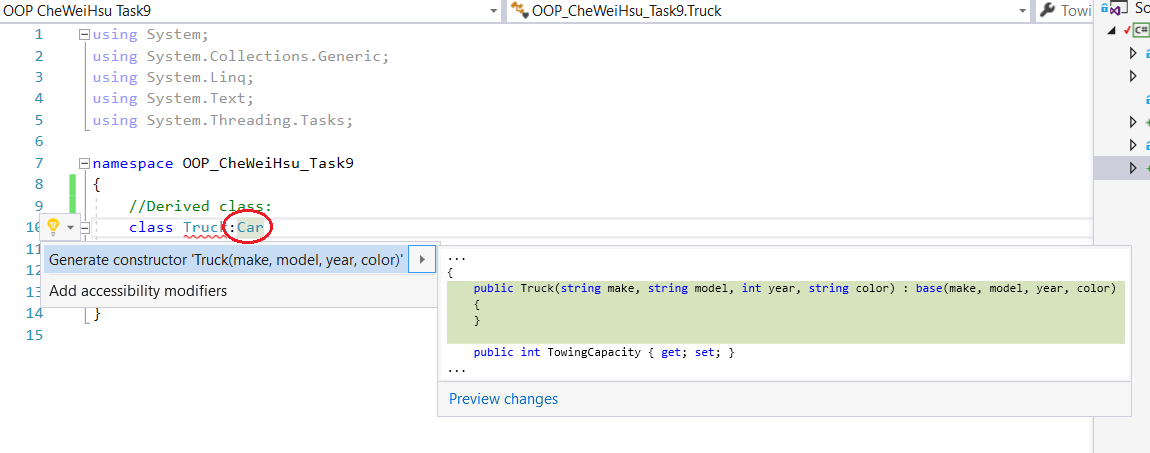 OOP CheWeiHsu Task9
OOP_CheWeiHsu_Task9.Truck
Towi
So
C#
1 using System;
2 using System.Collections.Generic;
3 using System.Linq;
4 using System.Text;
5 using System.Threading.Tasks;
6
7 namespace OOP_CheWeiHsu_Task9
8 {
9 //Derived class:
10 class Truck:Car
11
Generate constructor 'Truck(make, model, year, color)'
12
Add accessibility modifiers
13
14 }
15
...
{
public Truck(string make, string model, int year, string color) : base(make, model, year, color)
{
}
public int TowingCapacity { get; set; }
...
Preview changes